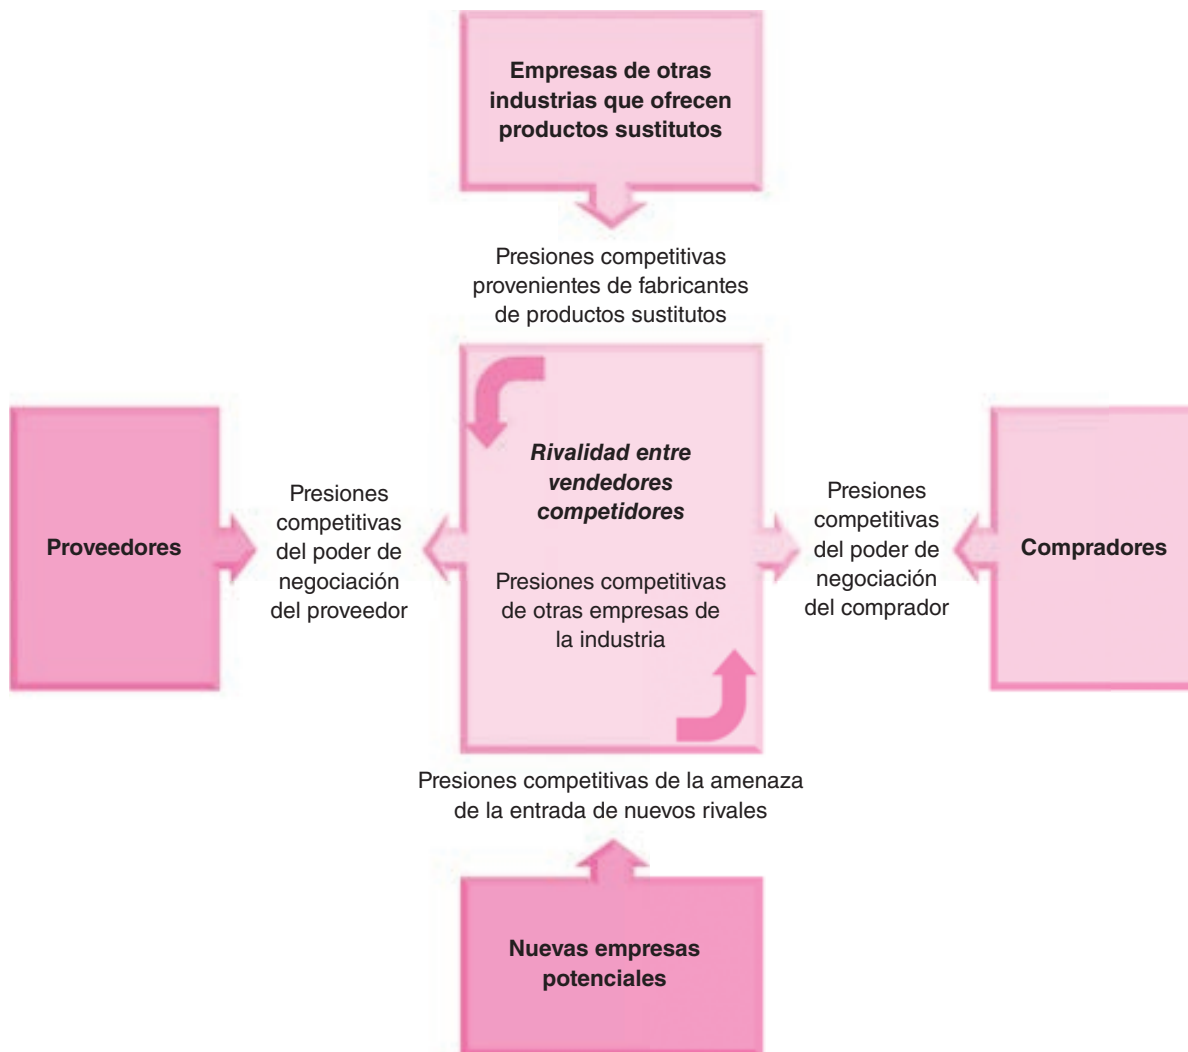 Empresas de otras
industrias que ofrecen
productos sustitutos
Presiones competitivas
provenientes de fabricantes
de productos sustitutos
Proveedores
Presiones
competitivas
del poder de
negociación
del proveedor
Rivalidad entre
vendedores
competidores
Presiones competitivas
de otras empresas de
la industria
Presiones
competitivas
del poder de
negociación
del comprador
Compradores
Presiones competitivas de la amenaza
de la entrada de nuevos rivales
Nuevas empresas
potenciales